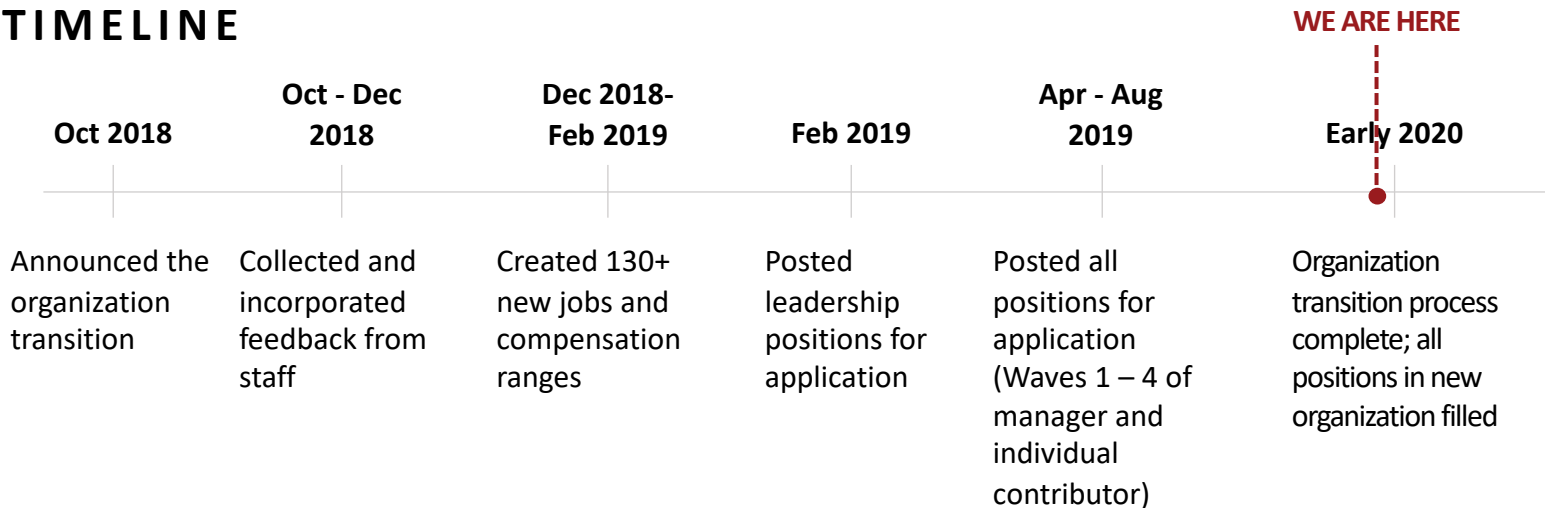 TIMELINE
WE ARE HERE
Oct 2018
Oct - Dec
2018
Dec 2018-
Feb 2019
Feb 2019
Apr - Aug
2019
Early 2020
Announced the
organization
transition
Collected and
incorporated
feedback from
staff
Created 130+
new jobs and
compensation
ranges
Posted
leadership
positions for
application
Posted all
positions for
application
(Waves 1 – 4 of
manager and
individual
contributor)
Organization
transition process
complete; all
positions in new
organization filled